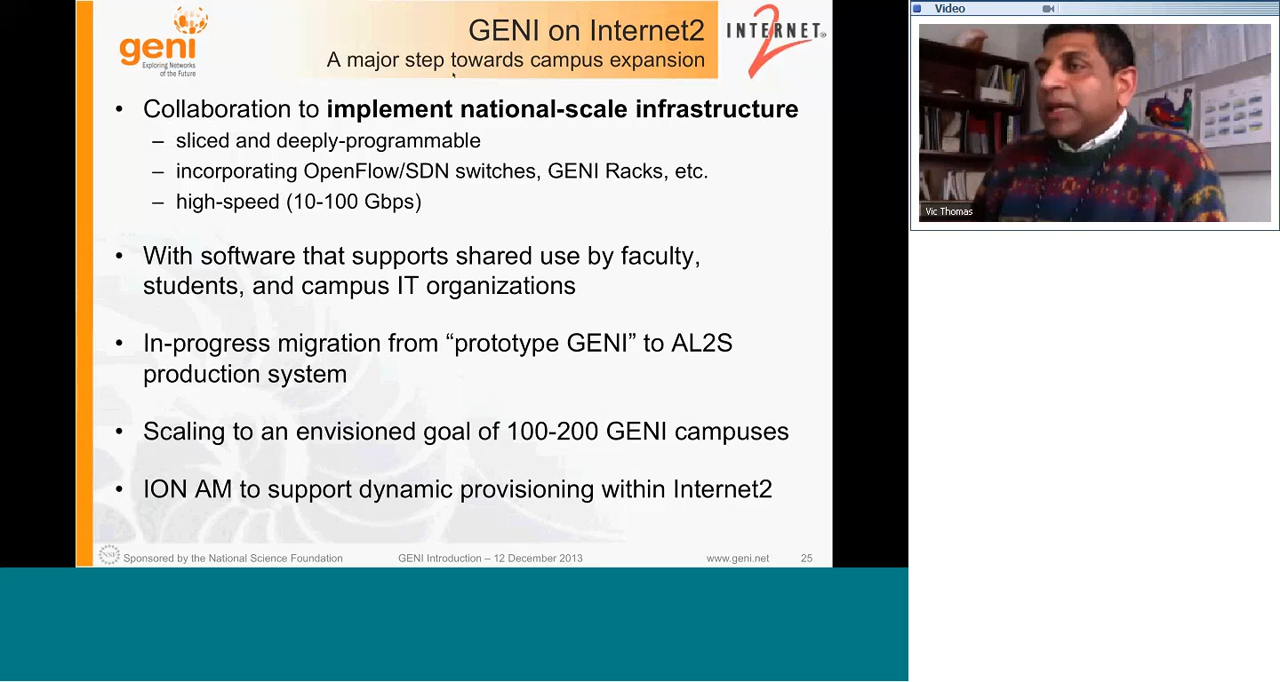 geni
Exploring Networks
of the Future
GENI on Internet2
A major step towards campus expansion
INTERNET®
2
• Collaboration to implement national-scale infrastructure
– sliced and deeply-programmable
– incorporating OpenFlow/SDN switches, GENI Racks, etc.
– high-speed (10-100 Gbps)
• With software that supports shared use by faculty,
students, and campus IT organizations
• In-progress migration from “prototype GENI” to AL2S
production system
• Scaling to an envisioned goal of 100-200 GENI campuses
• ION AM to support dynamic provisioning within Internet2
NSF
Sponsored by the National Science Foundation
GENI Introduction – 12 December 2013
www.geni.net
25
Video
Vic Thomas